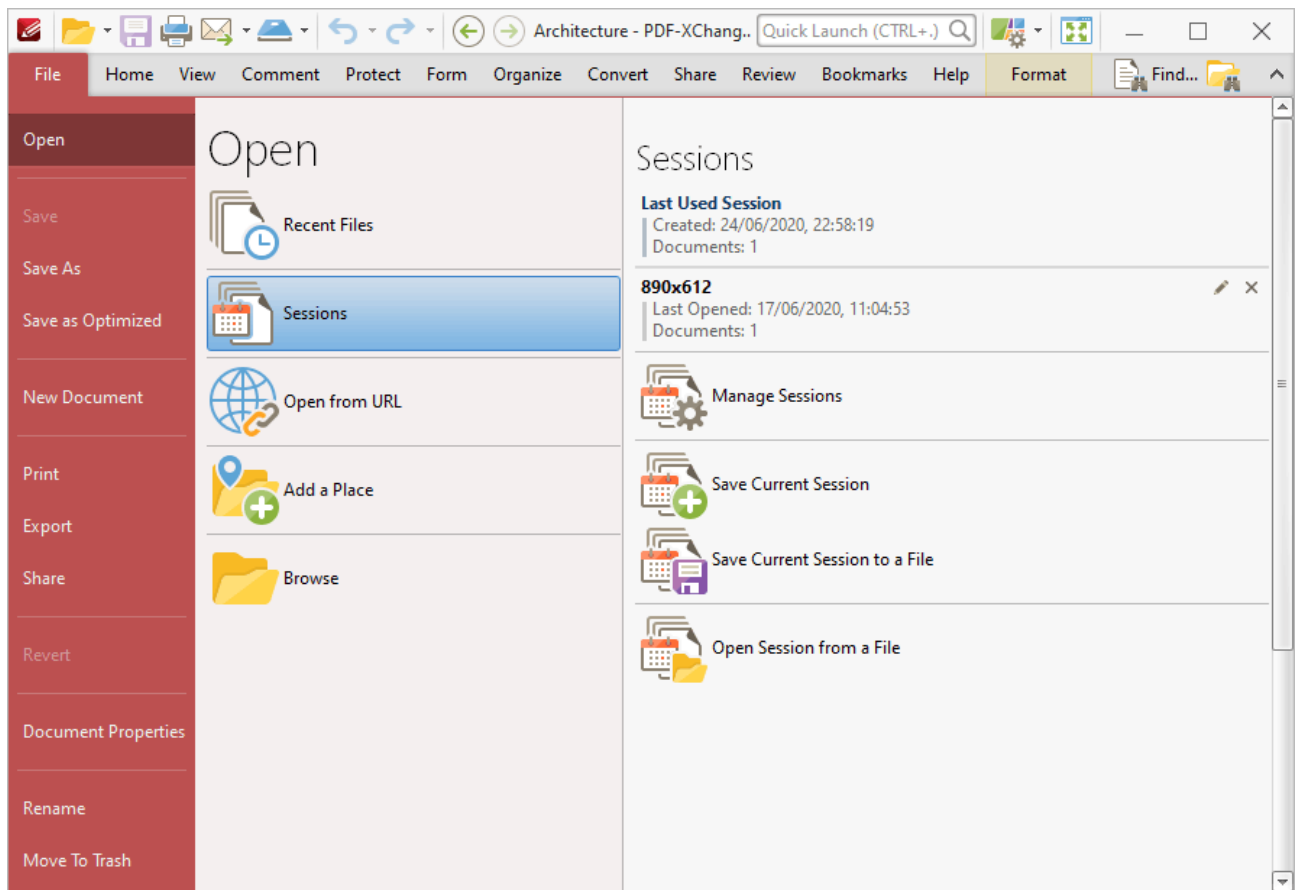 Architecture - PDF-XChang..
Quick Launch (CTRL+.)
File Home View Comment Protect Form Organize Convert Share Review Bookmarks Help Format Find...
Open
Save
Save As
Save as Optimized
New Document
Print
Export
Share
Revert
Document Properties
Rename
Move To Trash
Open
Recent Files
Sessions
Open from URL
Add a Place
Browse
Sessions
Last Used Session
Created: 24/06/2020, 22:58:19
Documents: 1
890x612
Last Opened: 17/06/2020, 11:04:53
Documents: 1
Manage Sessions
Save Current Session
Save Current Session to a File
Open Session from a File